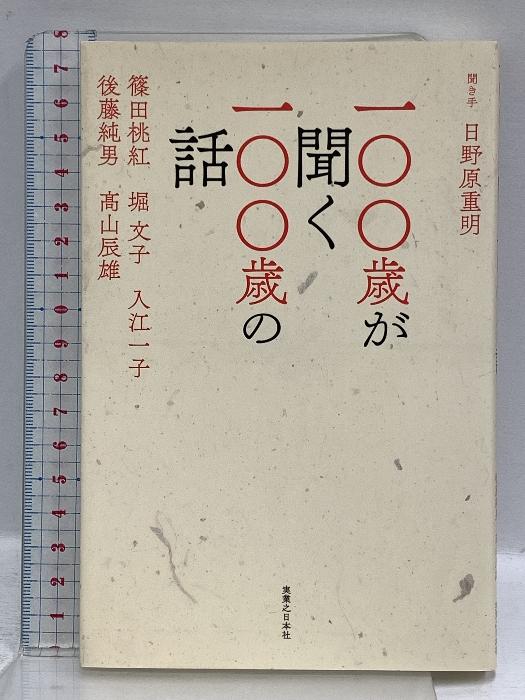 聞き手 日野原重明
一〇〇歳が
聞く
一〇〇歳の
話
篠田桃紅 堀文子 入江一子
後藤純男 髙山辰雄
実業之日本社